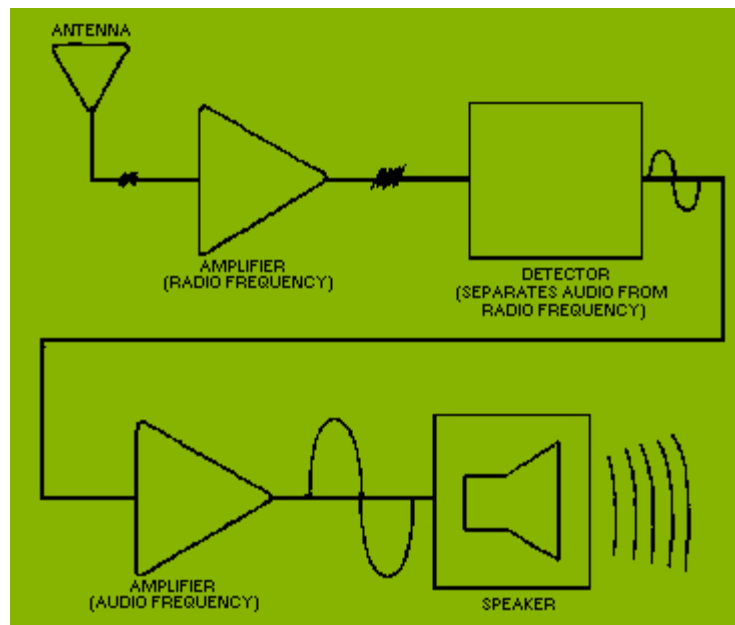 ANTENNA
AMPLIFIER
(RADIO FREQUENCY)
DETECTOR
(SEPARATES AUDIO FROM
RADIO FREQUENCY)
AMPLIFIER
(AUDIO FREQUENCY)
SPEAKER